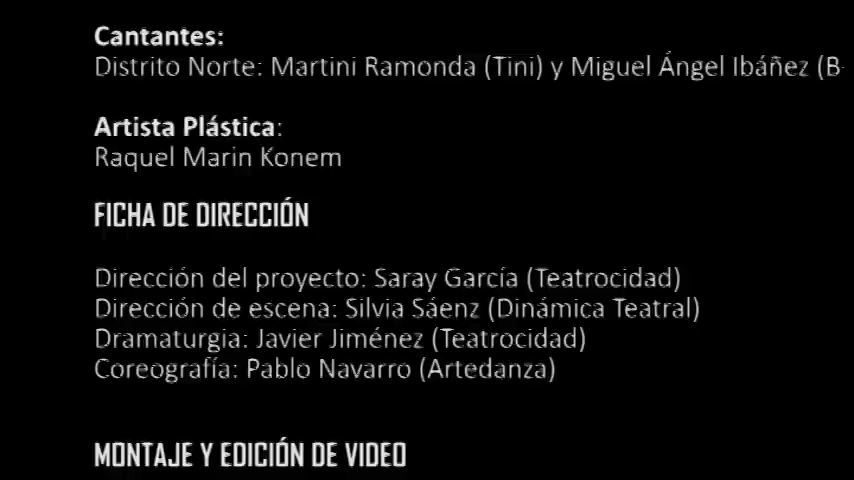 Cantantes:
Distrito Norte: Martini Ramonda (Tini) y Miguel Ángel Ibáñez (B-
Artista Plástica:
Raquel Marin Konem
FICHA DE DIRECCIÓN
Dirección del proyecto: Saray García (Teatrocidad)
Dirección de escena: Silvia Sáenz (Dinámica Teatral)
Dramaturgia: Javier Jiménez (Teatrocidad)
Coreografía: Pablo Navarro (Artedanza)
MONTAJE Y EDICIÓN DE VIDEO